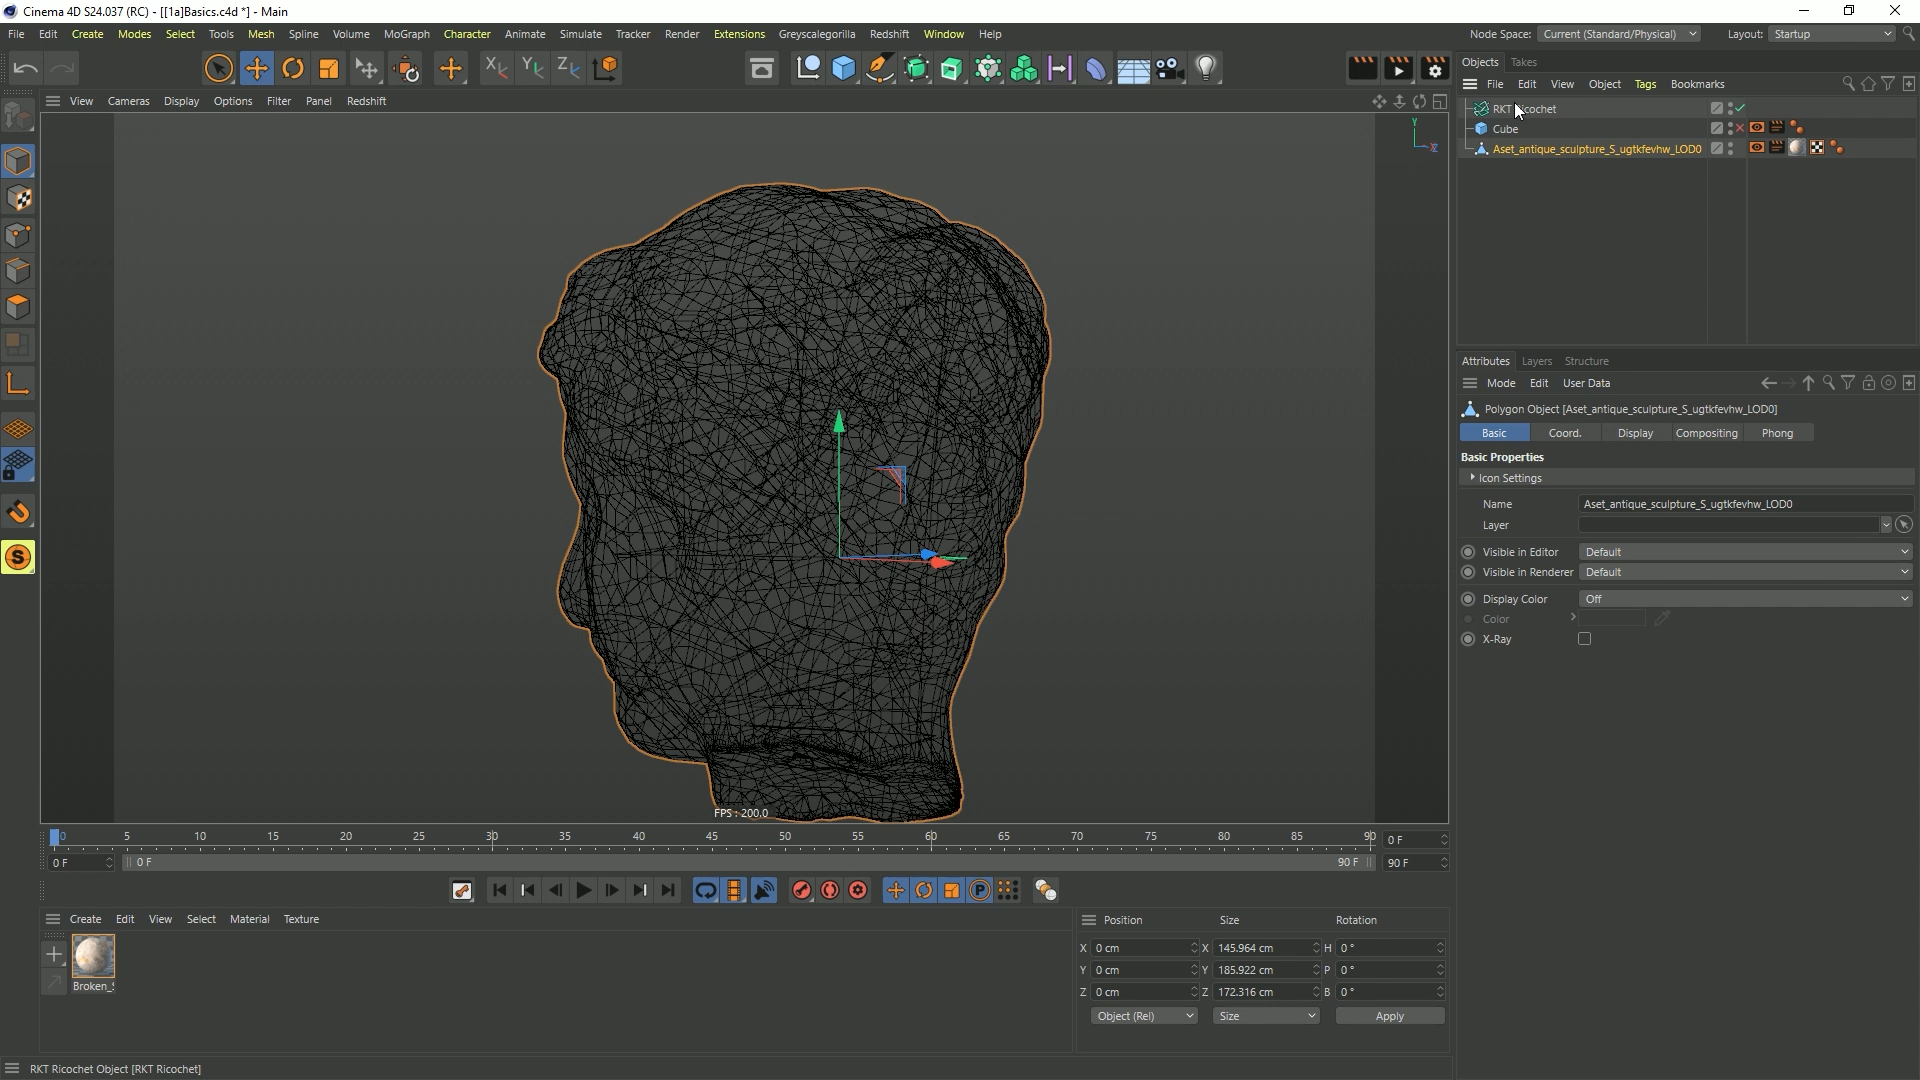 Cinema 4D S24.037 (RC) - [[1a]Basics.c4d *] - Main
File Edit Create Modes Select Tools Mesh Spline Volume MoGraph Character Animate Simulate Tracker Render Extensions Greyscalegorilla Redshift Window Help Node Space: Current (Standard/Physical) Layout: Startup
Objects Takes
File Edit View Object Tags Bookmarks
View Cameras Display Options Filter Panel Redshift
RKT Ricochet
Cube
Aset_antique_sculpture_S_ugtkfevhw_LOD0
Y
X Z
Attributes Layers Structure
Mode Edit User Data
Polygon Object [Aset_antique_sculpture_S_ugtkfevhw_LOD0]
Basic Coord. Display Compositing Phong
Basic Properties
Icon Settings
Name Aset_antique_sculpture_S_ugtkfevhw_LOD0
Layer
Visible in Editor Default
Visible in Renderer Default
Display Color Off
Color
X-Ray
FPS : 200.0
0 5 10 15 20 25 30 35 40 45 50 55 60 65 70 75 80 85 90 0 F
0 F 0 F 90 F 90 F
Create Edit View Select Material Texture
Broken_S
Position Size Rotation
X 0 cm X 145.964 cm H 0 °
Y 0 cm Y 185.922 cm P 0 °
Z 0 cm Z 172.316 cm B 0 °
Object (Rel) Size Apply
RKT Ricochet Object [RKT Ricochet]